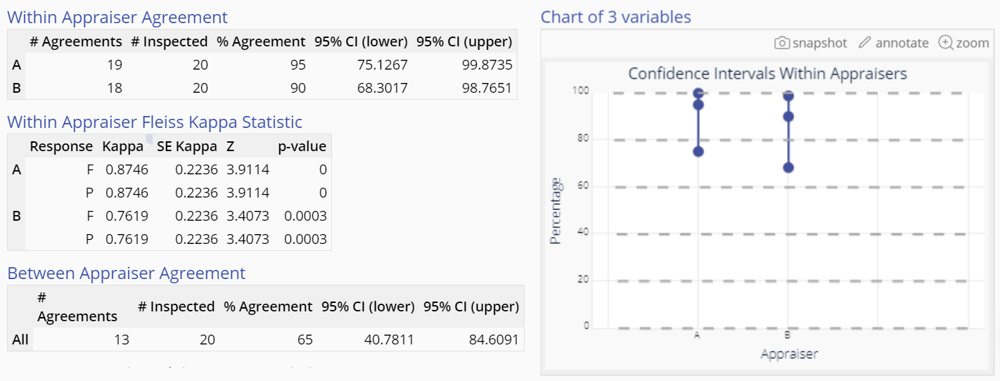 Within Appraiser Agreement
# Agreements # Inspected % Agreement 95% CI (lower) 95% CI (upper)
A 19 20 95 75.1267 99.8735
B 18 20 90 68.3017 98.7651
Within Appraiser Fleiss Kappa Statistic
Response Kappa SE Kappa Z p-value
A F 0.8746 0.2236 3.9114 0
P 0.8746 0.2236 3.9114 0
B F 0.7619 0.2236 3.4073 0.0003
P 0.7619 0.2236 3.4073 0.0003
Between Appraiser Agreement
#
Agreements # Inspected % Agreement 95% CI (lower) 95% CI (upper)
All 13 20 65 40.7811 84.6091
Chart of 3 variables
snapshot annotate zoom
Confidence Intervals Within Appraisers
100
80
60
40
20
0
Percentage
A B
Appraiser